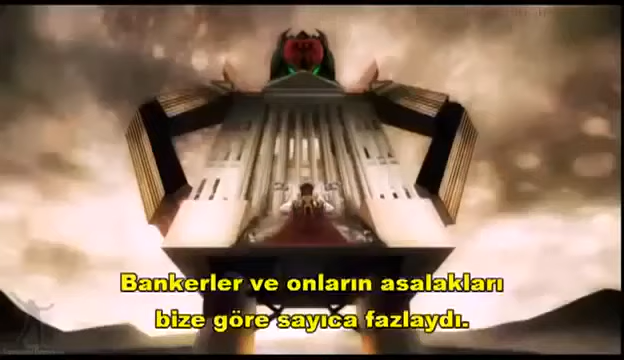 Bankerler ve onların asalakları
bize göre sayıca fazlaydı.